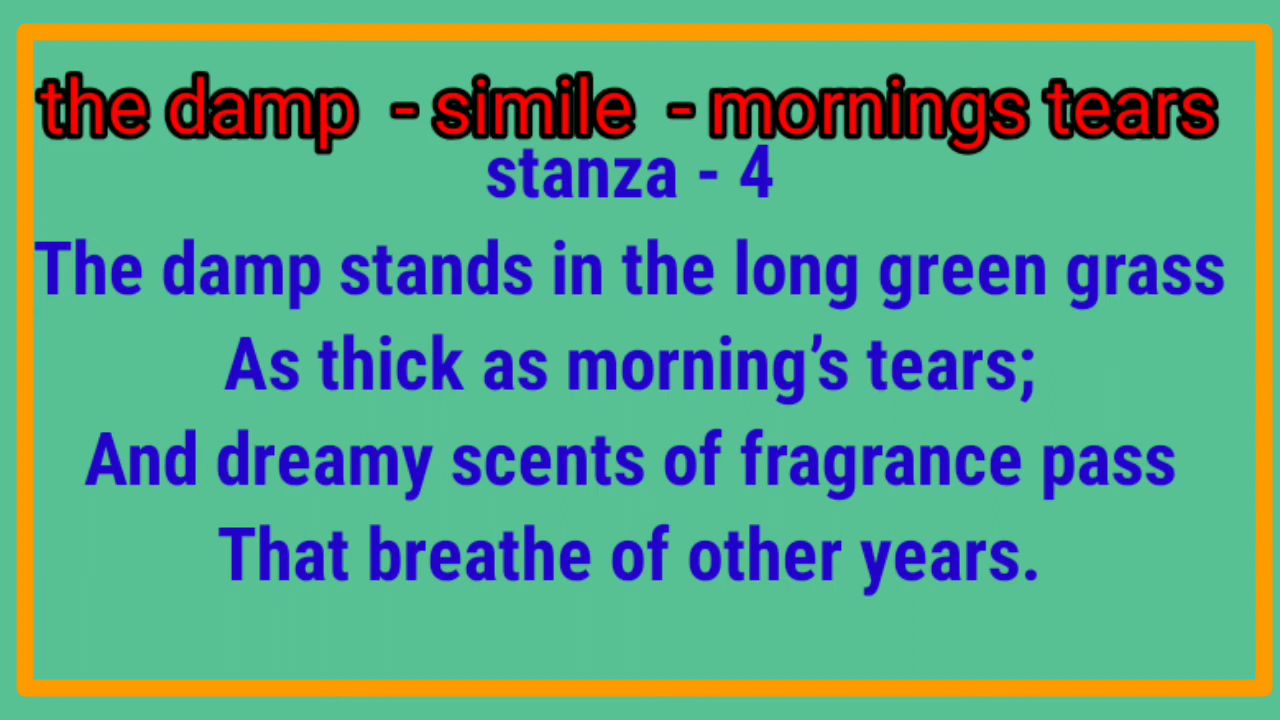 the damp - simile - mornings tears
stanza - 4
The damp stands in the long green grass
As thick as morning’s tears;
And dreamy scents of fragrance pass
That breathe of other years.